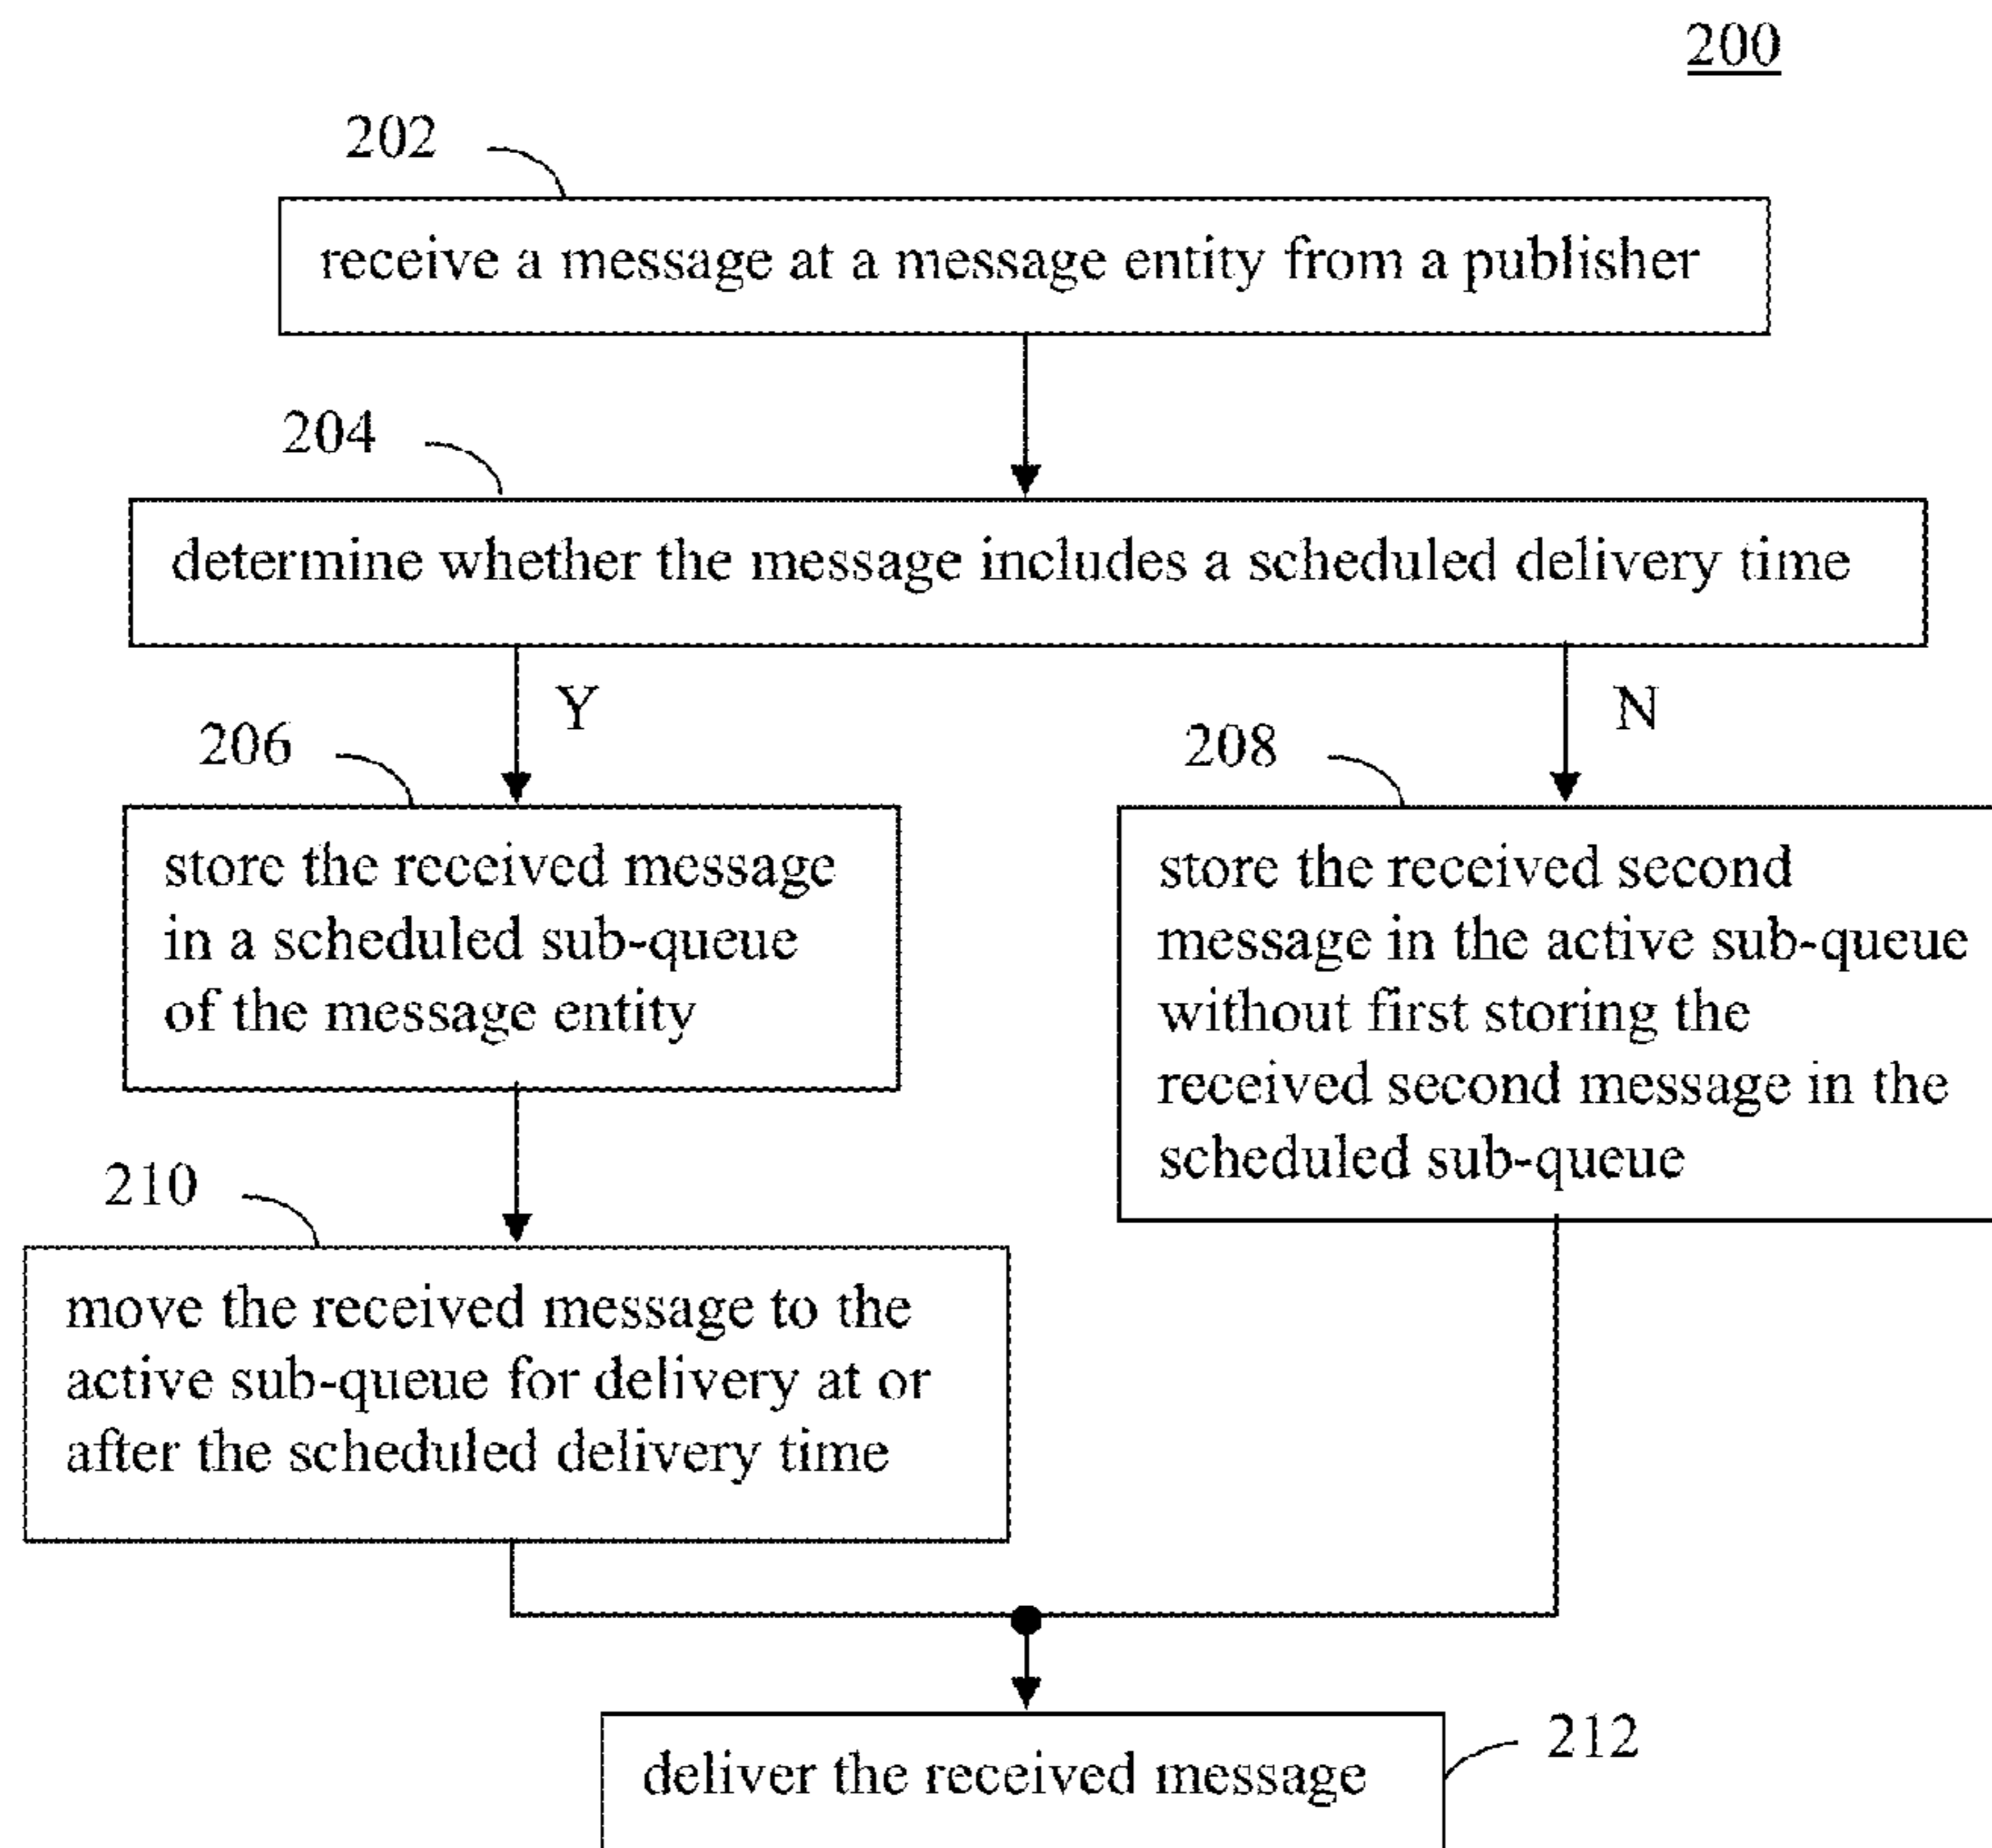 200
202
receive a message at a message entity from a publisher
204
determine whether the message includes a scheduled delivery time
Y
N
206
store the received message
in a scheduled sub-queue
of the message entity
208
store the received second
message in the active sub-queue
without first storing the
received second message in the
scheduled sub-queue
210
move the received message to the
active sub-queue for delivery at or
after the scheduled delivery time
212
deliver the received message